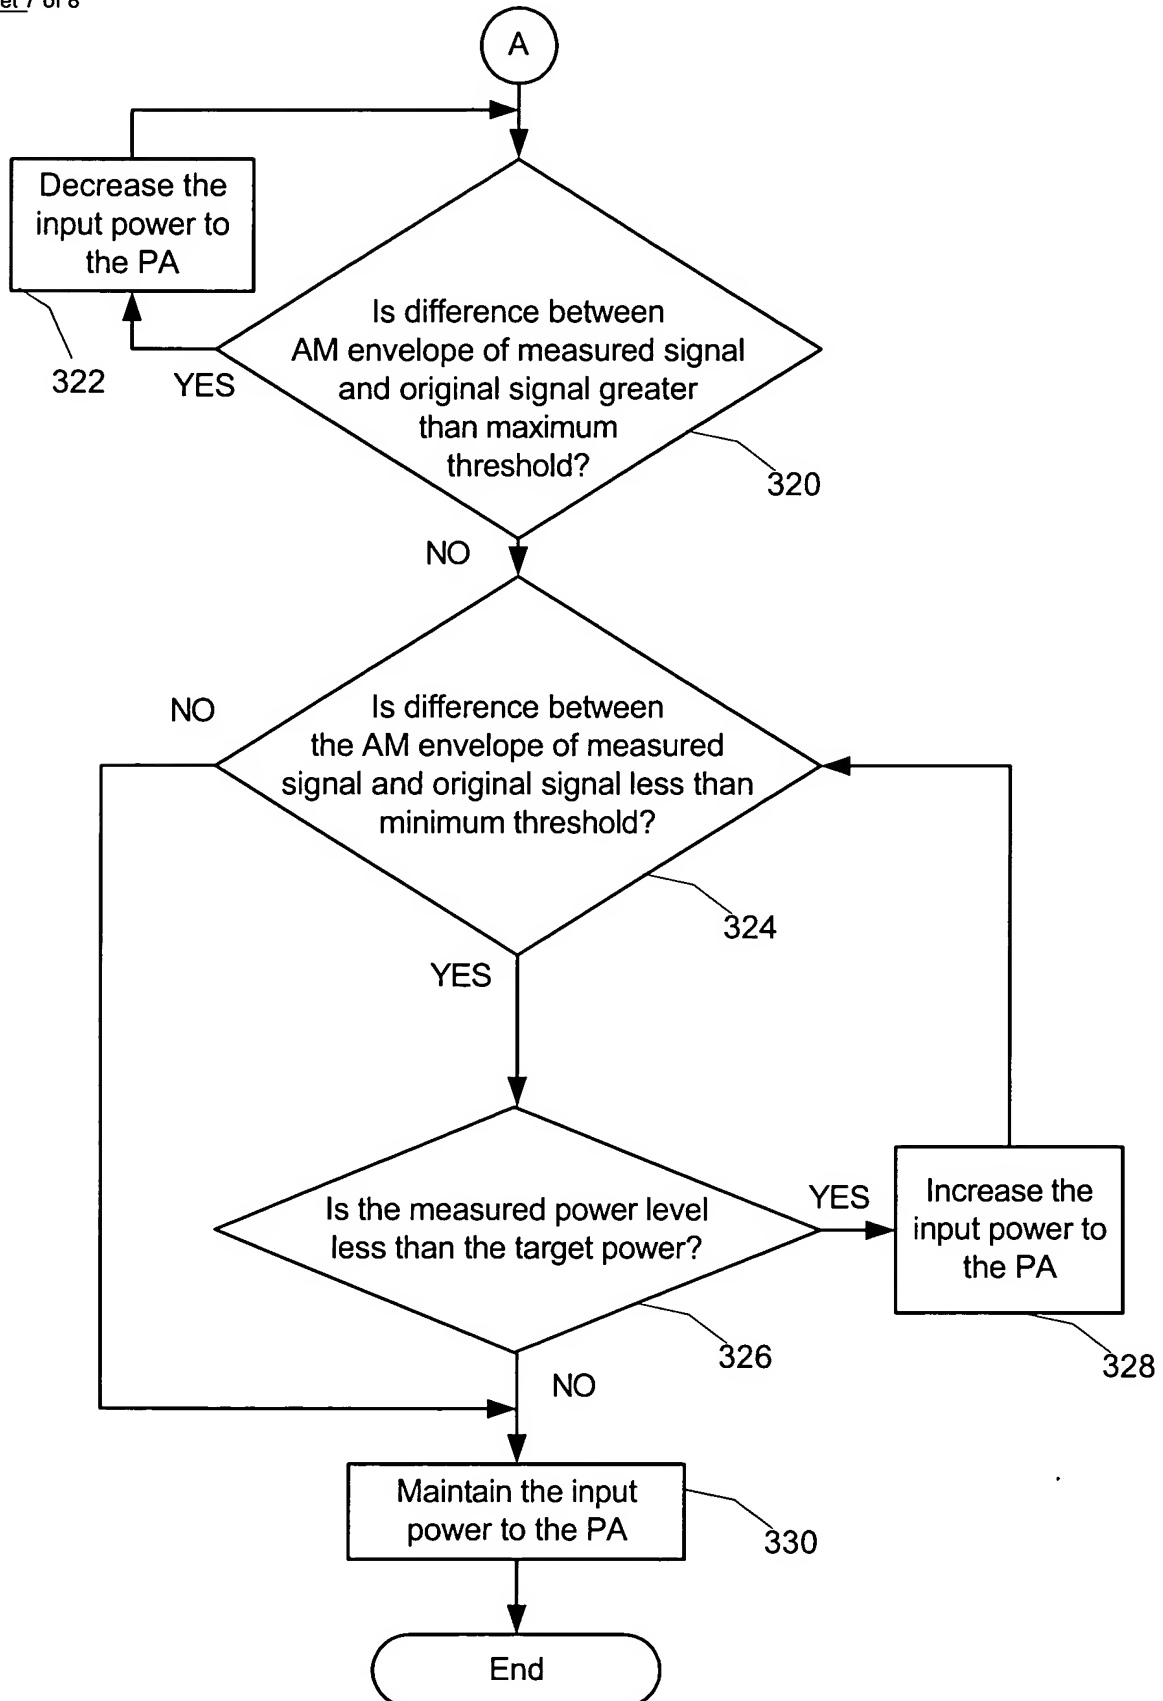 A
Decrease the
input power to
the PA
322
YES
Is difference between
AM envelope of measured signal
and original signal greater
than maximum
threshold?
320
NO
NO
Is difference between
the AM envelope of measured
signal and original signal less than
minimum threshold?
324
YES
Is the measured power level
less than the target power?
YES
Increase the
input power to
the PA
326
328
NO
Maintain the input
power to the PA
330
End